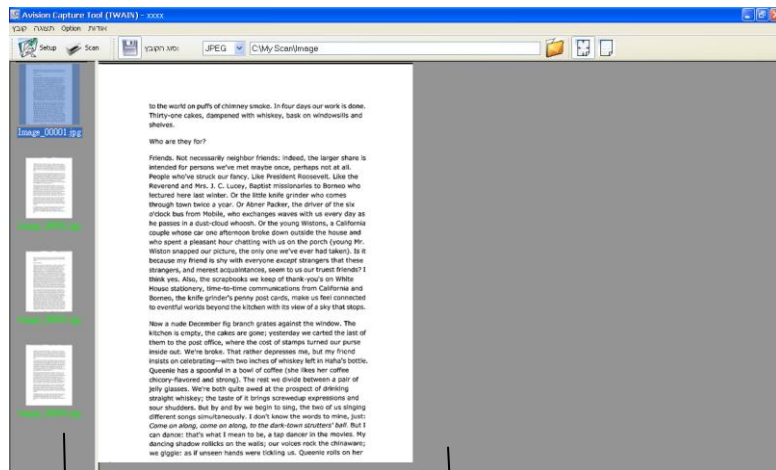 Avision Capture Tool (TWAIN) - xxxx
קובץ תצוגה Option אודות
Setup Scan סוג הקובץ: JPEG C:\My Scan\Image
Image_00001.jpg
to the world on puffs of chimney smoke. In four days our work is done.
Thirty-one cakes, dampened with whiskey, bask on windowsills and
shelves.
Who are they for?
Friends. Not necessarily neighbor friends: indeed, the larger share is
intended for persons we've met maybe once, perhaps not at all.
People who've struck our fancy. Like President Roosevelt. Like the
Reverend and Mrs. J. C. Lucey, Baptist missionaries to Borneo who
lectured here last winter. Or the little knife grinder who comes
through town twice a year. Or Abner Packer, the driver of the six
o'clock bus from Mobile, who exchanges waves with us every day as
he passes in a dust-cloud whoosh. Or the young Wistons, a California
couple whose car one afternoon broke down outside the house and
who spent a pleasant hour chatting with us on the porch (young Mr.
Wiston snapped our picture, the only one we've ever had taken). Is it
because my friend is shy with everyone except strangers that these
strangers, and merest acquaintances, seem to us our truest friends? I
think yes. Also, the scrapbooks we keep of thank-you's on White
House stationery, time-to-time communications from California and
Borneo, the knife grinder's penny post cards, make us feel connected
to eventful worlds beyond the kitchen with its view of a sky that stops.
Now a nude December fig branch grates against the window. The
kitchen is empty, the cakes are gone; yesterday we carted the last of
them to the post office, where the cost of stamps turned our purse
inside out. We're broke. That rather depresses me, but my friend
insists on celebrating—with two inches of whiskey left in Haha's bottle.
Queenie has a spoonful in a bowl of coffee (she likes her coffee
chicory-flavored and strong). The rest we divide between a pair of
jelly glasses. We're both quite awed at the prospect of drinking
straight whiskey; the taste of it brings screwedup expressions and
sour shudders. But by and by we begin to sing, the two of us singing
different songs simultaneously. I don't know the words to mine, just:
Come on along, come on along, to the dark-town strutters' ball. But I
can dance: that's what I mean to be, a tap dancer in the movies. My
dancing shadow rollicks on the walls; our voices rock the chinaware;
we giggle: as if unseen hands were tickling us. Queenie rolls on her